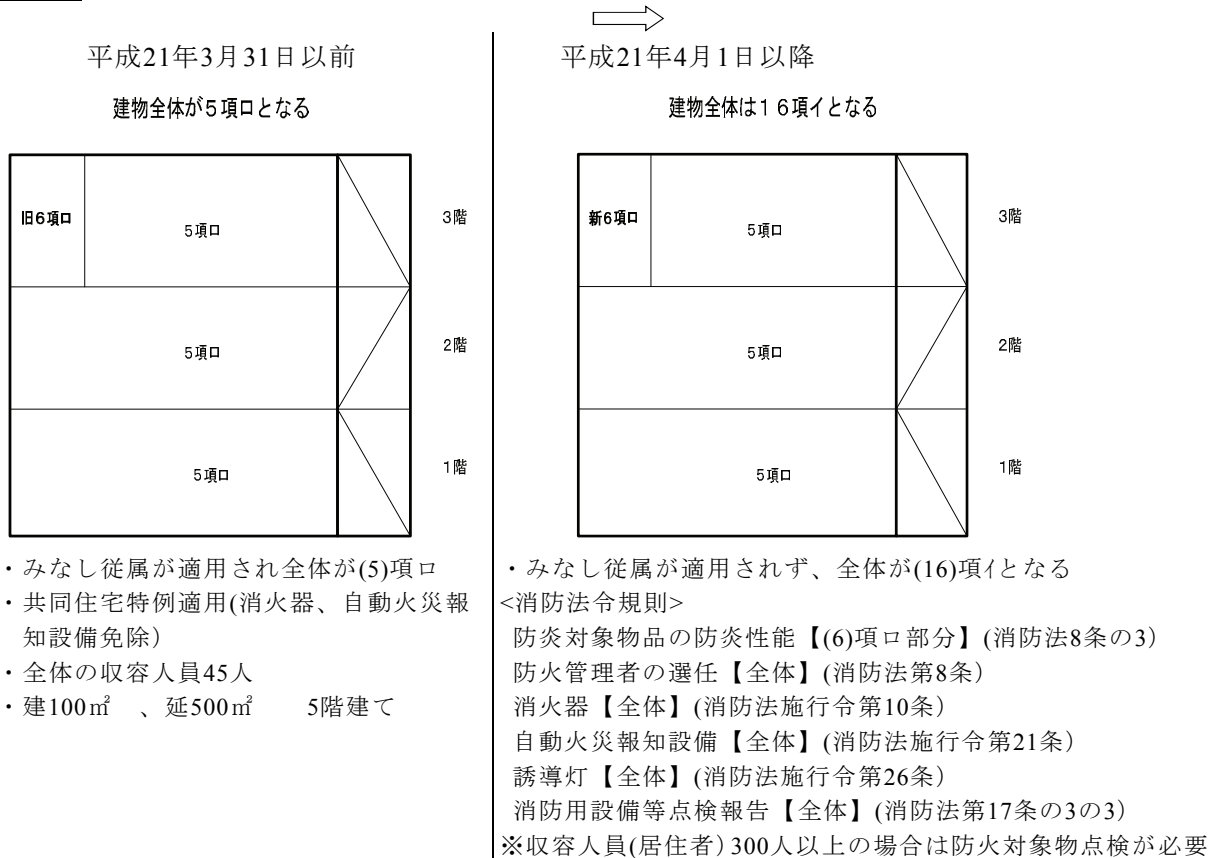 平成21年3月31日以前
建物全体が5項ロとなる
旧6項ロ
5項ロ
3階
5項ロ
2階
5項ロ
1階
・みなし従属が適用され全体が(5)項ロ
・共同住宅特例適用(消火器、自動火災報
知設備免除)
・全体の収容人員45人
・建100㎡ 、延500㎡ 5階建て
平成21年4月1日以降
建物全体は16項イとなる
新6項ロ
5項ロ
3階
5項ロ
2階
5項ロ
1階
・みなし従属が適用されず、全体が(16)項ｲとなる
<消防法令規則>
防炎対象物品の防炎性能【(6)項ロ部分】(消防法8条の3)
防火管理者の選任【全体】(消防法第8条)
消火器【全体】(消防法施行令第10条)
自動火災報知設備【全体】(消防法施行令第21条)
誘導灯【全体】(消防法施行令第26条)
消防用設備等点検報告【全体】(消防法第17条の3の3)
※収容人員(居住者)300人以上の場合は防火対象物点検が必要